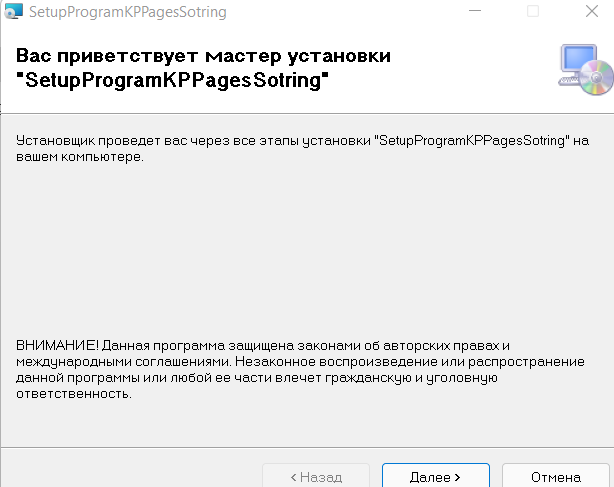 SetupProgramKPPagesSotring
Вас приветствует мастер установки
"SetupProgramKPPagesSotring"
Установщик проведет вас через все этапы установки "SetupProgramKPPagesSotring" на
вашем компьютере.
ВНИМАНИЕ! Данная программа защищена законами об авторских правах и
международными соглашениями. Незаконное воспроизведение или распространение
данной программы или любой ее части влечет гражданскую и уголовную
ответственность.
< Назад Далее > Отмена